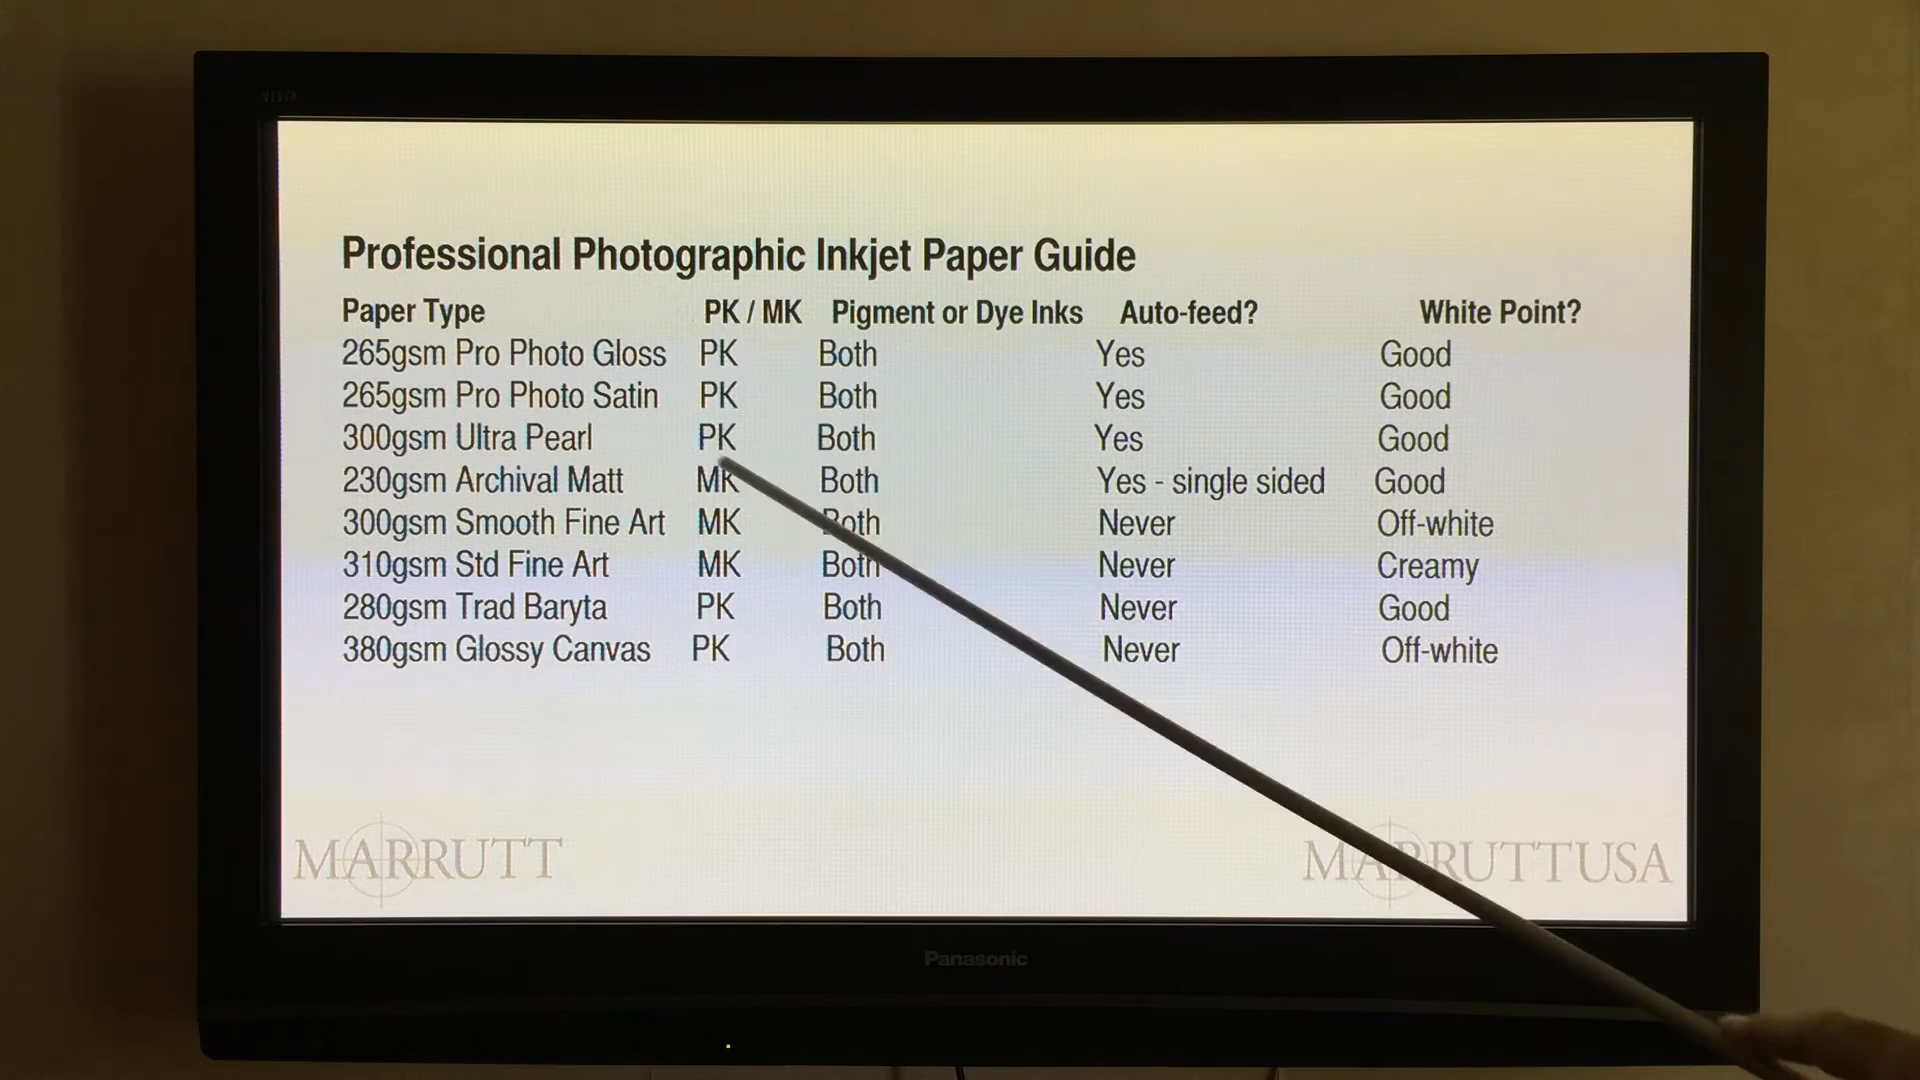 VIERA
Professional Photographic Inkjet Paper Guide
Paper Type PK / MK Pigment or Dye Inks Auto-feed? White Point?
265gsm Pro Photo Gloss PK Both Yes Good
265gsm Pro Photo Satin PK Both Yes Good
300gsm Ultra Pearl PK Both Yes Good
230gsm Archival Matt MK Both Yes - single sided Good
300gsm Smooth Fine Art MK Both Never Off-white
310gsm Std Fine Art MK Both Never Creamy
280gsm Trad Baryta PK Both Never Good
380gsm Glossy Canvas PK Both Never Off-white
MARRUTT MARRUTTUSA
Panasonic